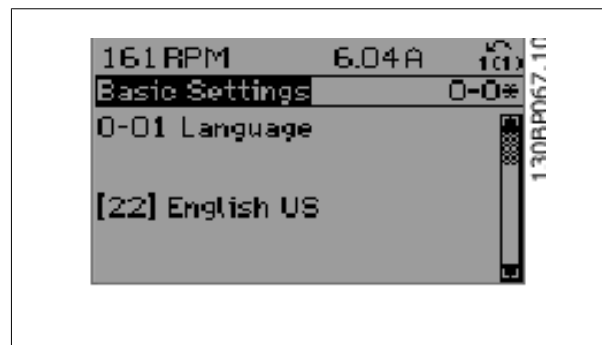 161 RPM 6.04 A 1(1)
Basic Settings 0-0*
0-01 Language
[22] English US
130BP067.10